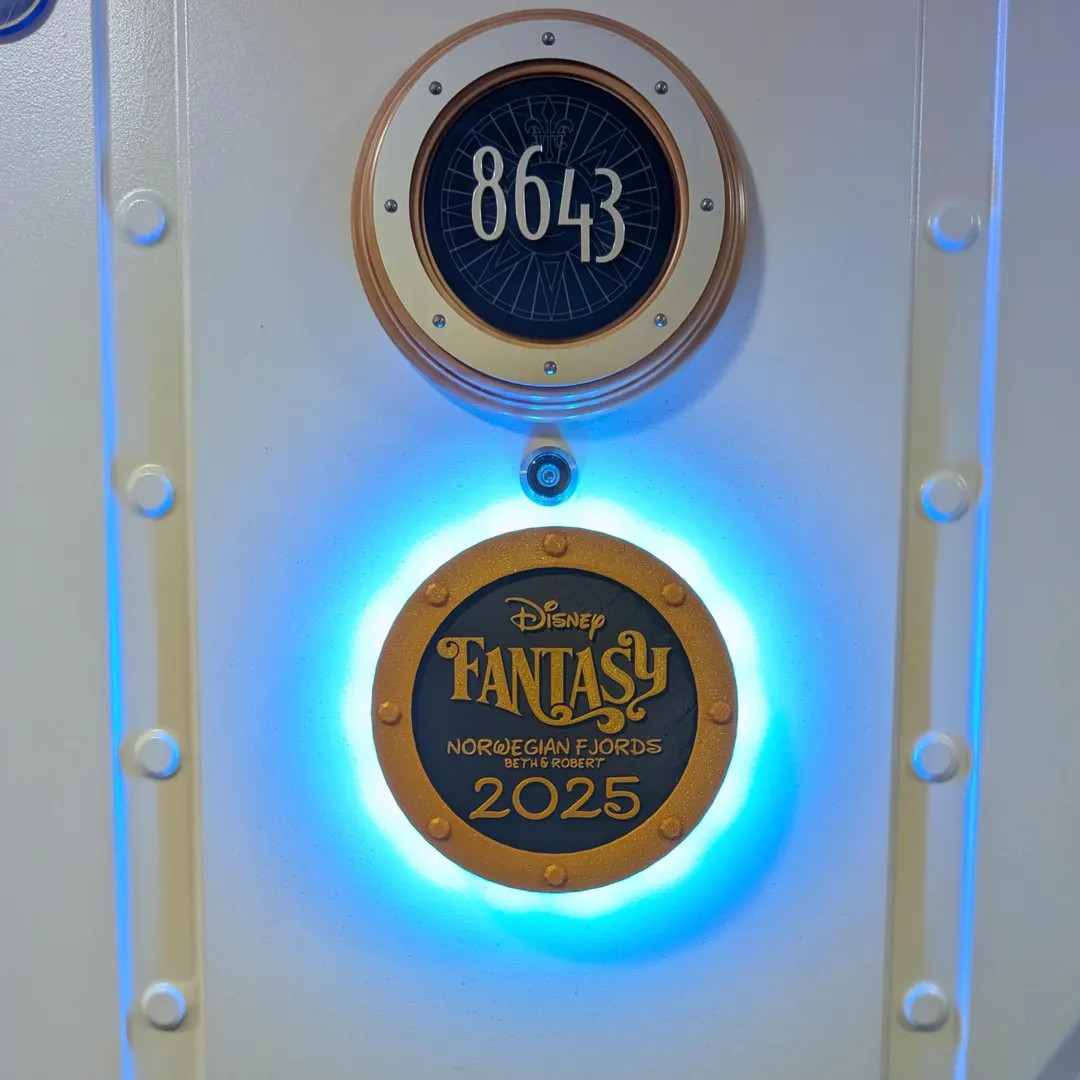 8643
Disney
FANTASY
NORWEGIAN FJORDS
BETH & ROBERT
2025